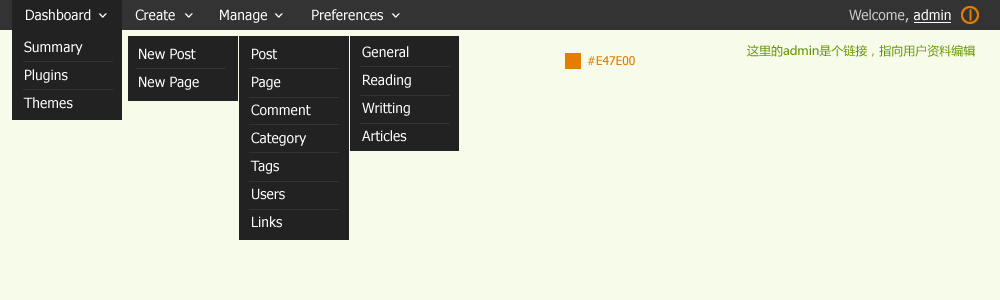 Dashboard Create Manage Preferences Welcome, admin
Summary
Plugins
Themes
New Post
New Page
Post
Page
Comment
Category
Tags
Users
Links
General
Reading
Writting
Articles
#E47E00
这里的admin是个链接，指向用户资料编辑